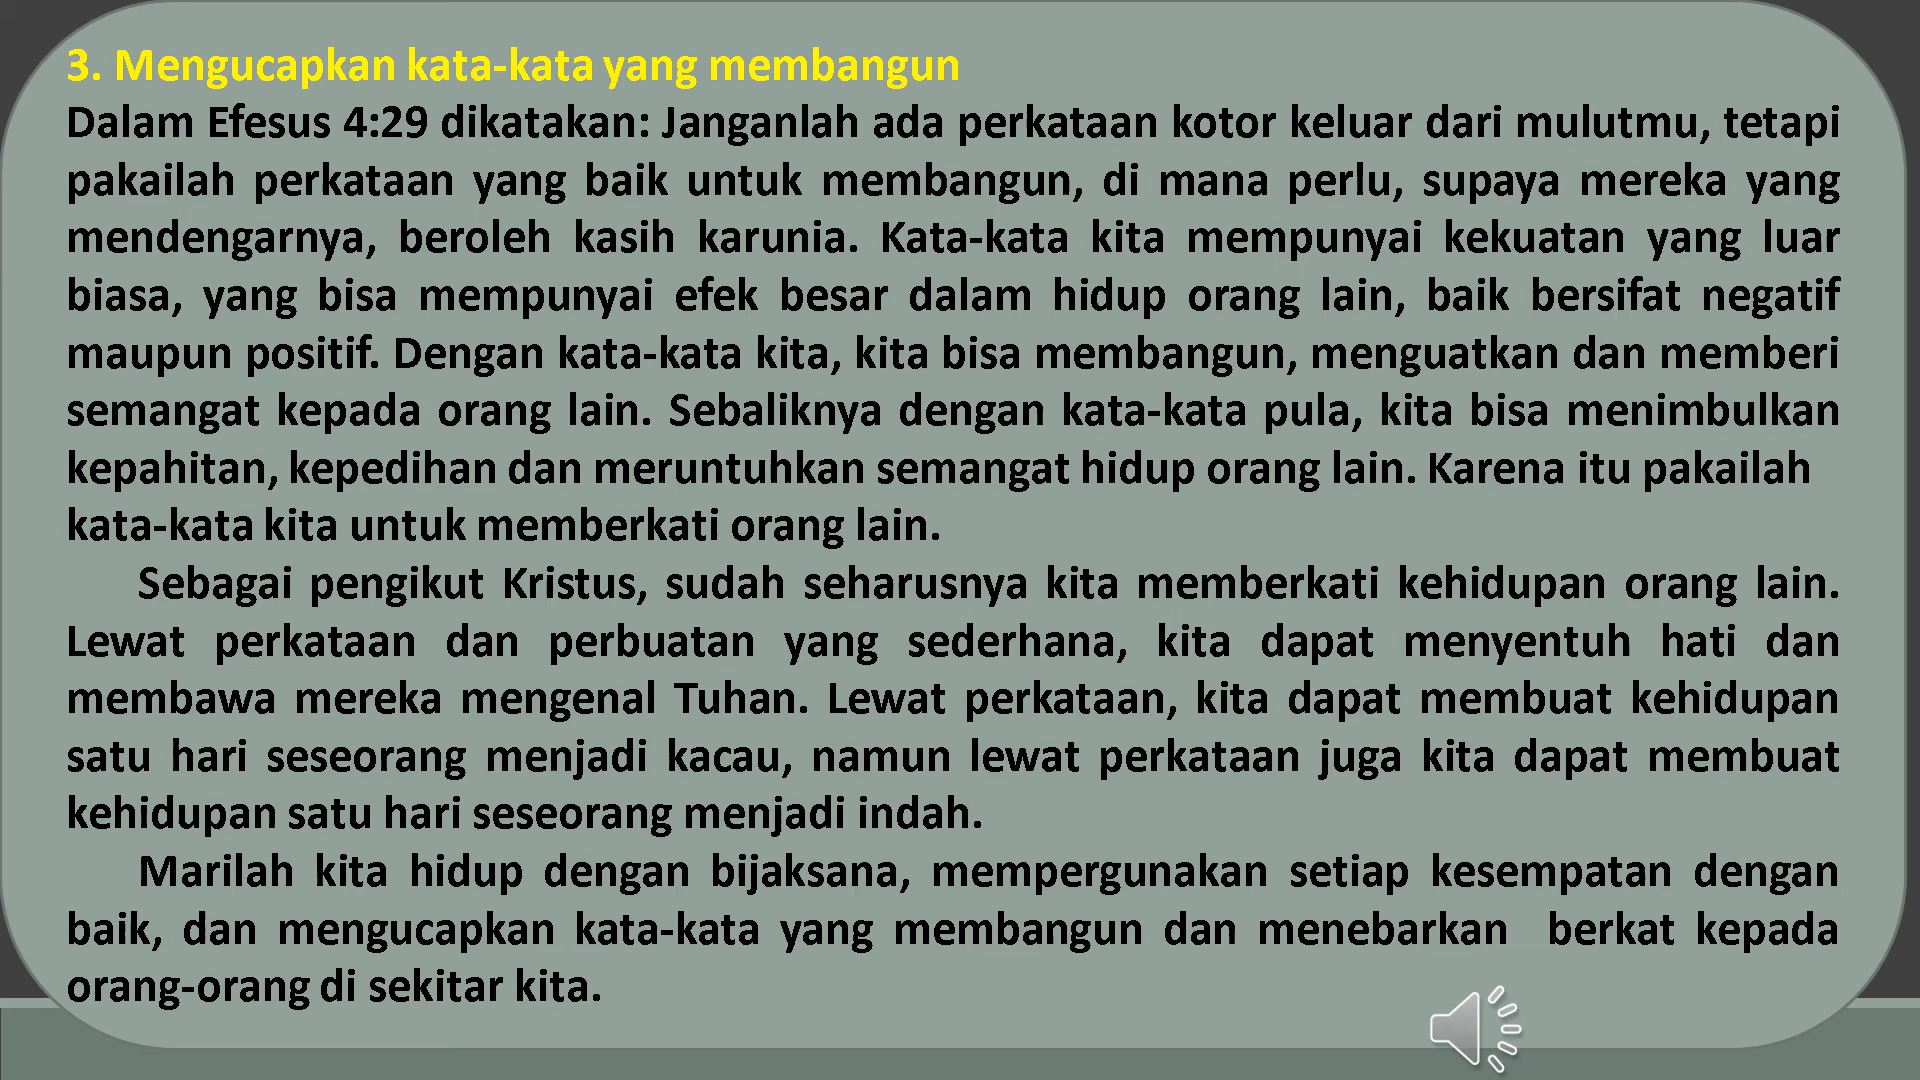 3. Mengucapkan kata-kata yang membangun
Dalam Efesus 4:29 dikatakan: Janganlah ada perkataan kotor keluar dari mulutmu, tetapi
pakailah perkataan yang baik untuk membangun, di mana perlu, supaya mereka yang
mendengarnya, beroleh kasih karunia. Kata-kata kita mempunyai kekuatan yang luar
biasa, yang bisa mempunyai efek besar dalam hidup orang lain, baik bersifat negatif
maupun positif. Dengan kata-kata kita, kita bisa membangun, menguatkan dan memberi
semangat kepada orang lain. Sebaliknya dengan kata-kata pula, kita bisa menimbulkan
kepahitan, kepedihan dan meruntuhkan semangat hidup orang lain. Karena itu pakailah
kata-kata kita untuk memberkati orang lain.
Sebagai pengikut Kristus, sudah seharusnya kita memberkati kehidupan orang lain.
Lewat perkataan dan perbuatan yang sederhana, kita dapat menyentuh hati dan
membawa mereka mengenal Tuhan. Lewat perkataan, kita dapat membuat kehidupan
satu hari seseorang menjadi kacau, namun lewat perkataan juga kita dapat membuat
kehidupan satu hari seseorang menjadi indah.
Marilah kita hidup dengan bijaksana, mempergunakan setiap kesempatan dengan
baik, dan mengucapkan kata-kata yang membangun dan menebarkan berkat kepada
orang-orang di sekitar kita.